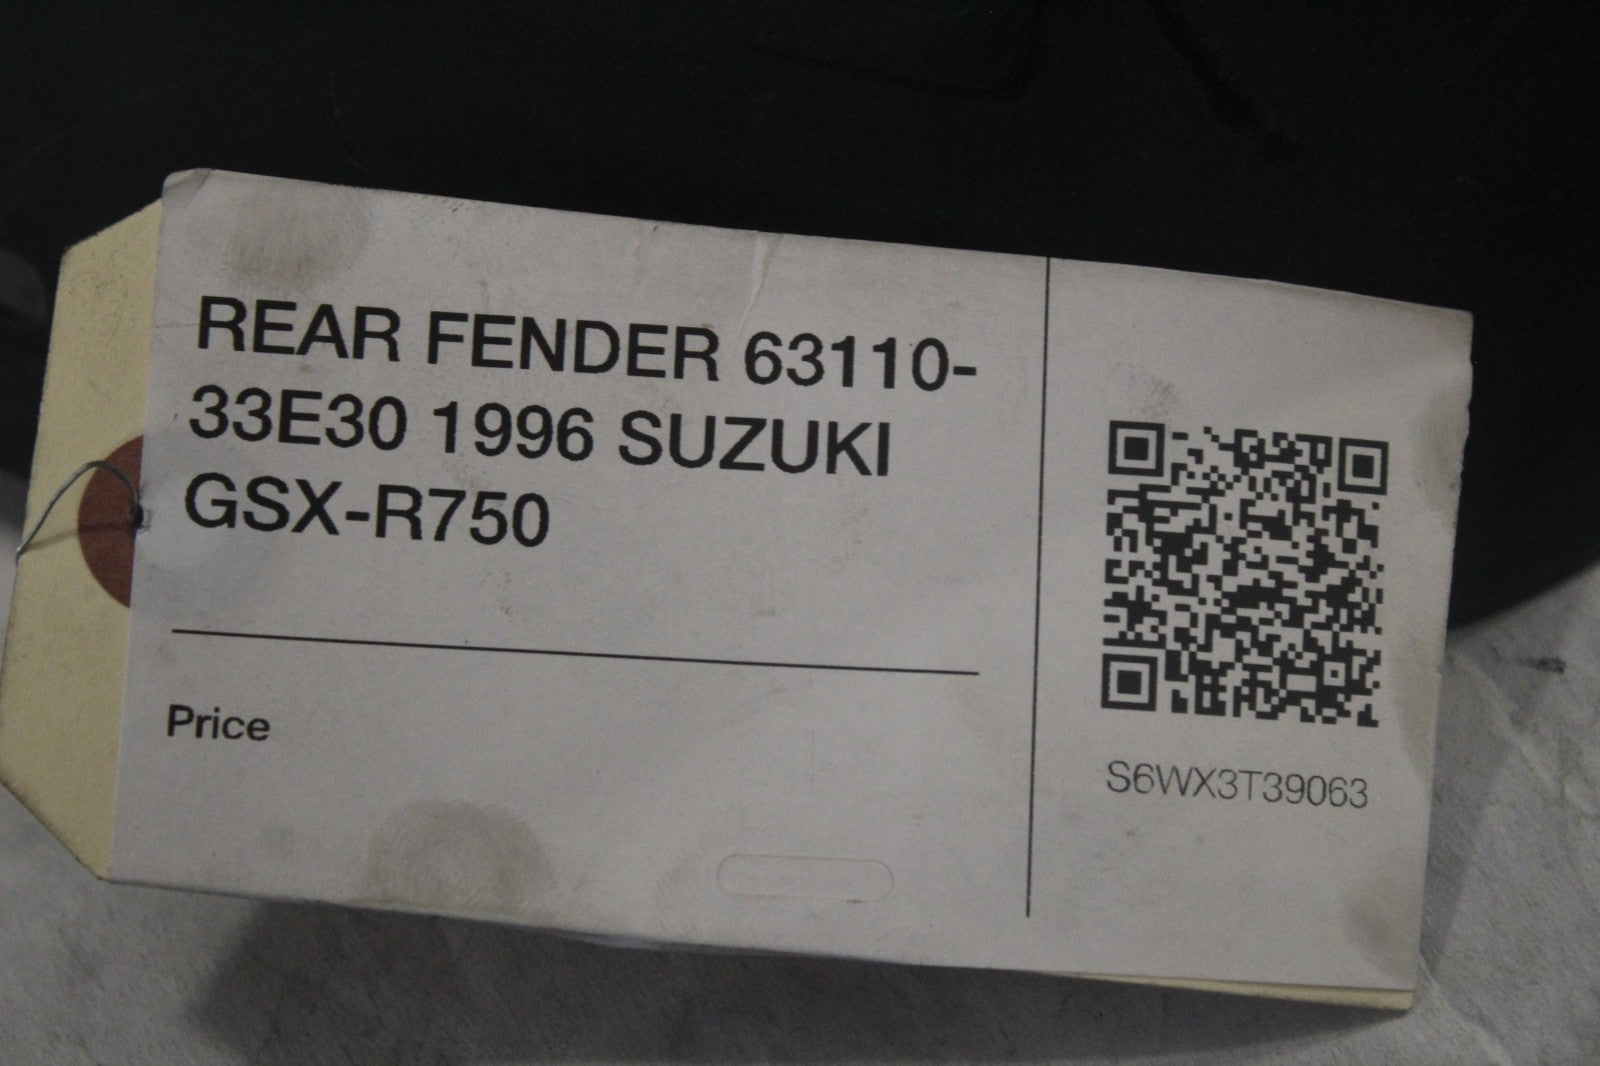 REAR FENDER 63110-
33E30 1996 SUZUKI
GSX-R750
Price
S6WX3T39063